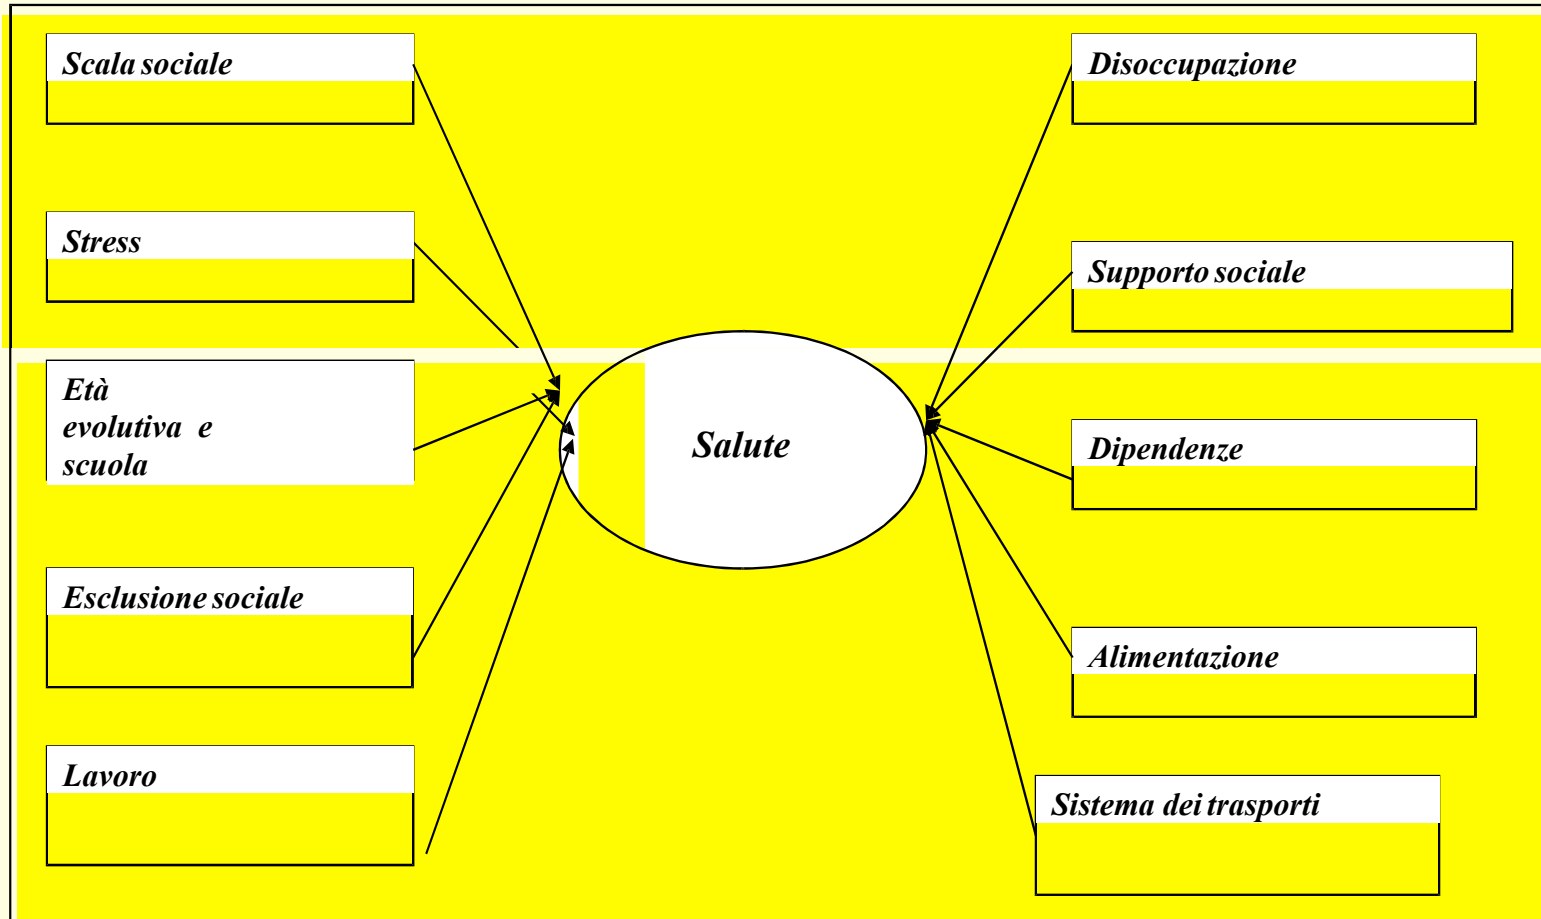 Scala sociale
Stress
Età
evolutiva e
scuola
Esclusione sociale
Lavoro
Salute
Disoccupazione
Supporto sociale
Dipendenze
Alimentazione
Sistema dei trasporti